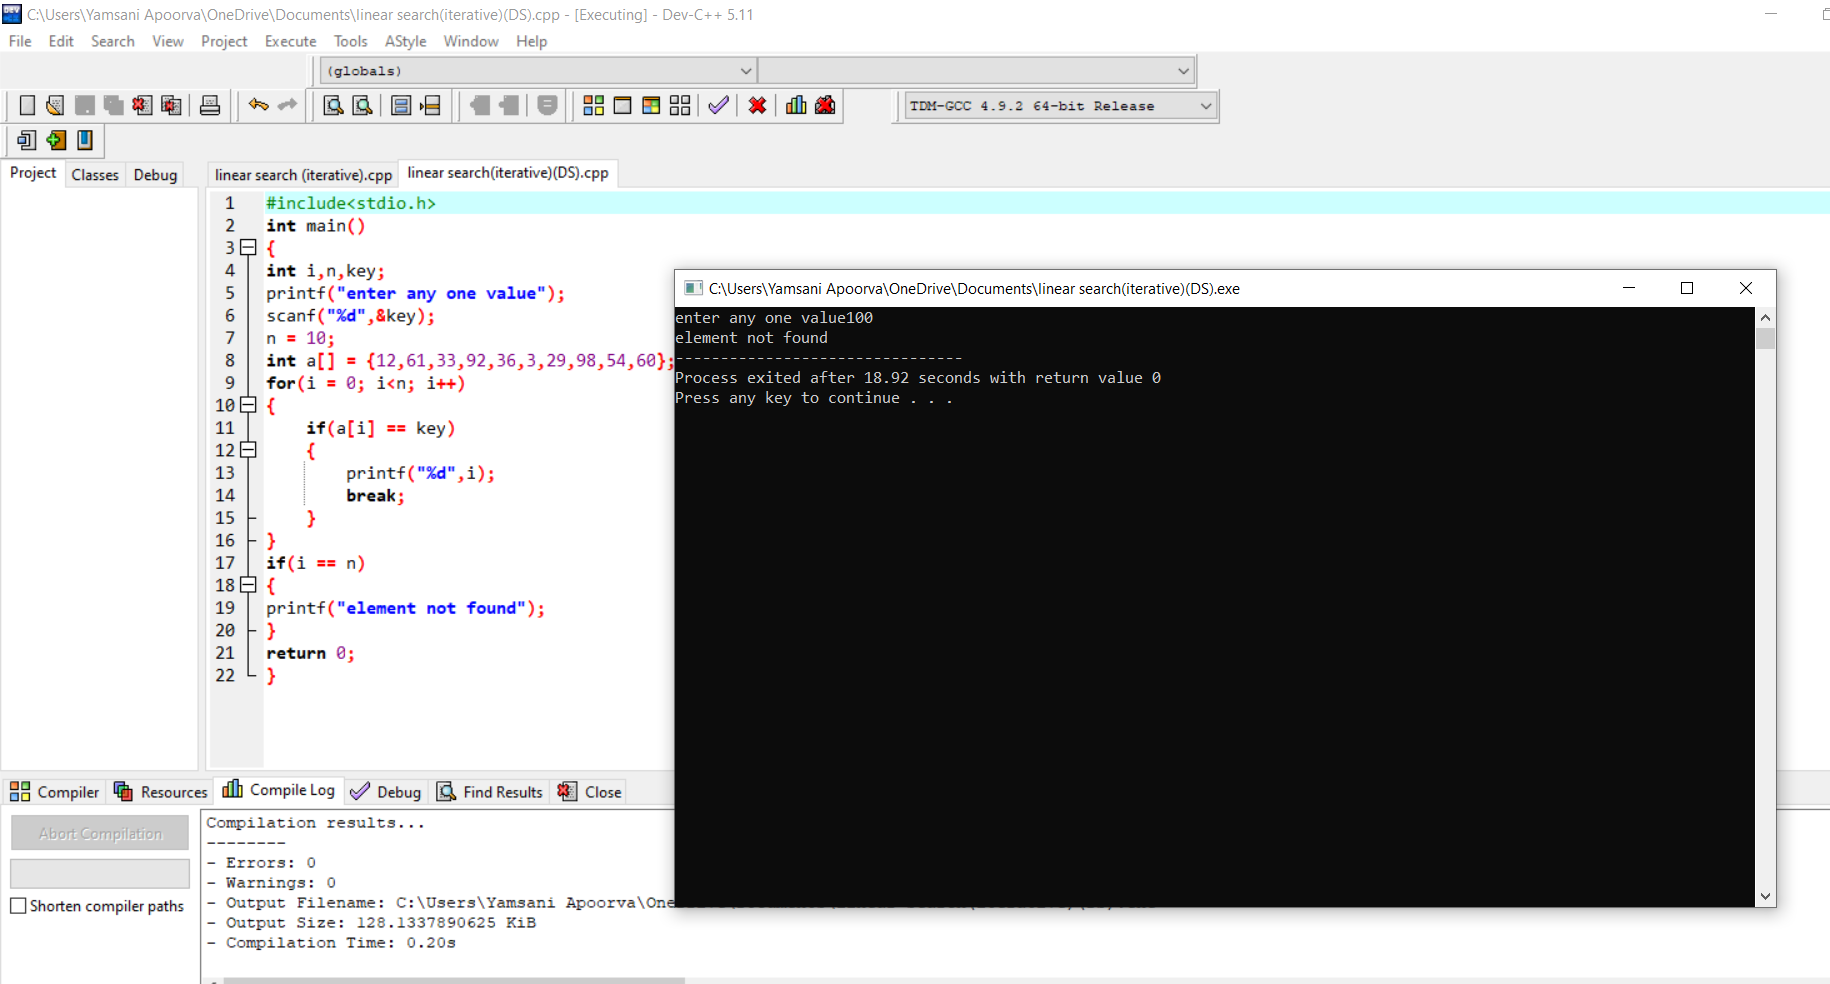 C:\Users\Yamsani Apoorva\OneDrive\Documents\linear search(iterative)(DS).cpp - [Executing] - Dev-C++ 5.11
File Edit Search View Project Execute Tools AStyle Window Help
(globals)
TDM-GCC 4.9.2 64-bit Release
Project Classes Debug
linear search (iterative).cpp linear search(iterative)(DS).cpp
1 #include<stdio.h>
2 int main()
3 {
4 int i,n,key;
5 printf("enter any one value");
6 scanf("%d",&key);
7 n = 10;
8 int a[] = {12,61,33,92,36,3,29,98,54,60};
9 for(i = 0; i<n; i++)
10 {
11 if(a[i] == key)
12 {
13 printf("%d",i);
14 break;
15 }
16 }
17 if(i == n)
18 {
19 printf("element not found");
20 }
21 return 0;
22 }
C:\Users\Yamsani Apoorva\OneDrive\Documents\linear search(iterative)(DS).exe
enter any one value100
element not found
--------------------------------
Process exited after 18.92 seconds with return value 0
Press any key to continue . . .
Compiler Resources Compile Log Debug Find Results Close
Abort Compilation
Shorten compiler paths
Compilation results...
--------
- Errors: 0
- Warnings: 0
- Output Filename: C:\Users\Yamsani Apoorva\One
- Output Size: 128.1337890625 KiB
- Compilation Time: 0.20s